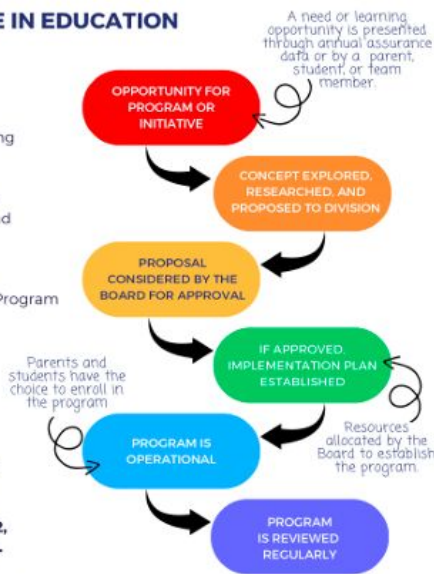 E IN EDUCATION
A need or learning
opportunity is presented
through annual assurance
data or by a parent,
student, or team
member.
OPPORTUNITY FOR
PROGRAM OR
INITIATIVE
CONCEPT EXPLORED,
RESEARCHED, AND
PROPOSED TO DIVISION
PROPOSAL
CONSIDERED BY THE
BOARD FOR APPROVAL
Program
IF APPROVED,
IMPLEMENTATION PLAN
ESTABLISHED
Parents and
students have the
choice to enroll in
the program
Resources
allocated by the
Board to establish
the program.
PROGRAM IS
OPERATIONAL
PROGRAM
IS REVIEWED
REGULARLY